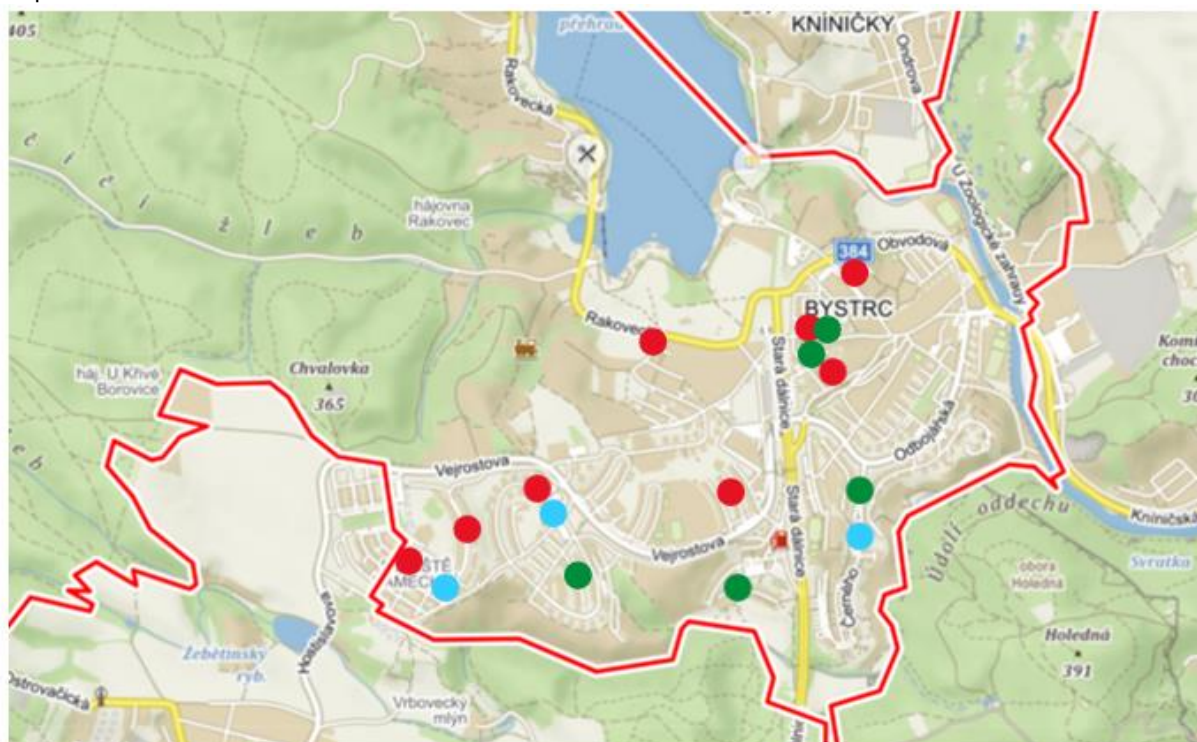 405
přehrad
KNÍNIČKY
Ondrova
Rakovecká
U Zoologické zahrady
hájovna
Rakovec
žleb
384
Obvodová
BYSTRC
Rakovec
Chvalovka
365
háj. U Křivé
Borovice
Stará dálnice
Odbojářská
Vejrostova
Stará dálnice
Vejrostova
Údolí oddechu
Kníničská
Svratka
obora
Holedná
Černého
Holedná
391
Hostislavova
Žebětínský
ryb.
Ostrovačická
Vrbovecký
mlýn